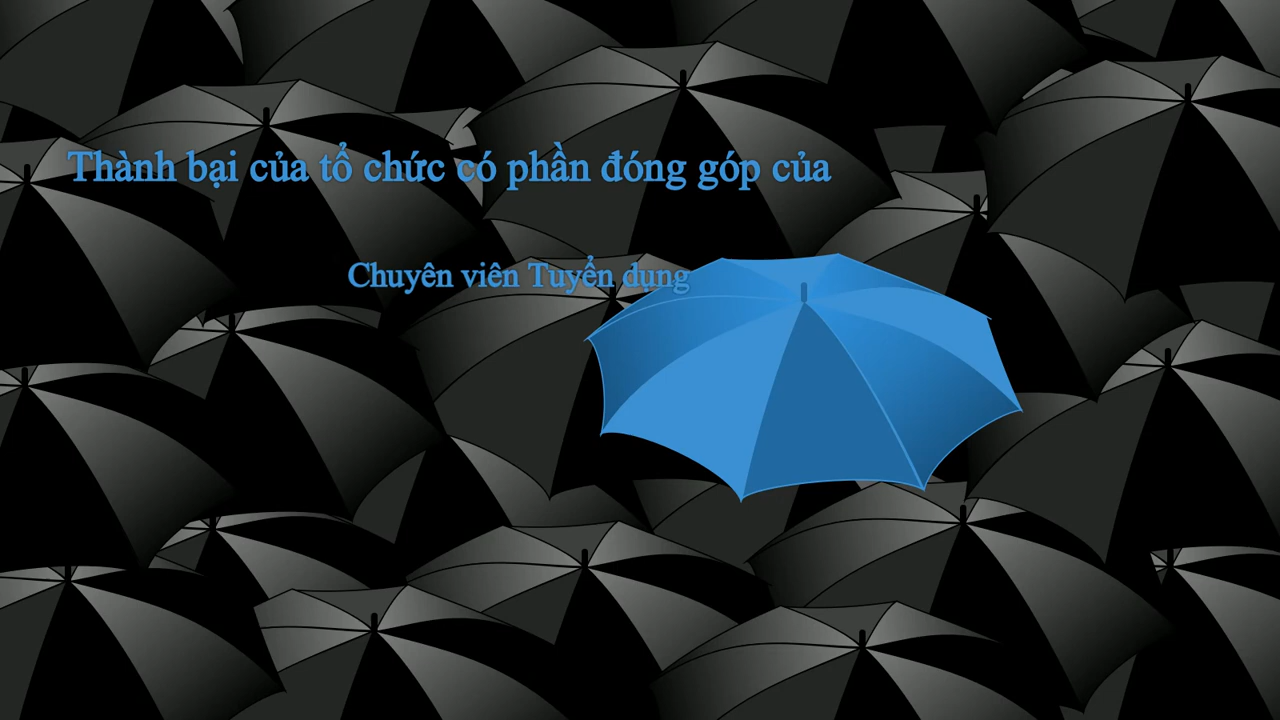 Thành bại của tổ chức có phần đóng góp của
Chuyên viên Tuyển dụng